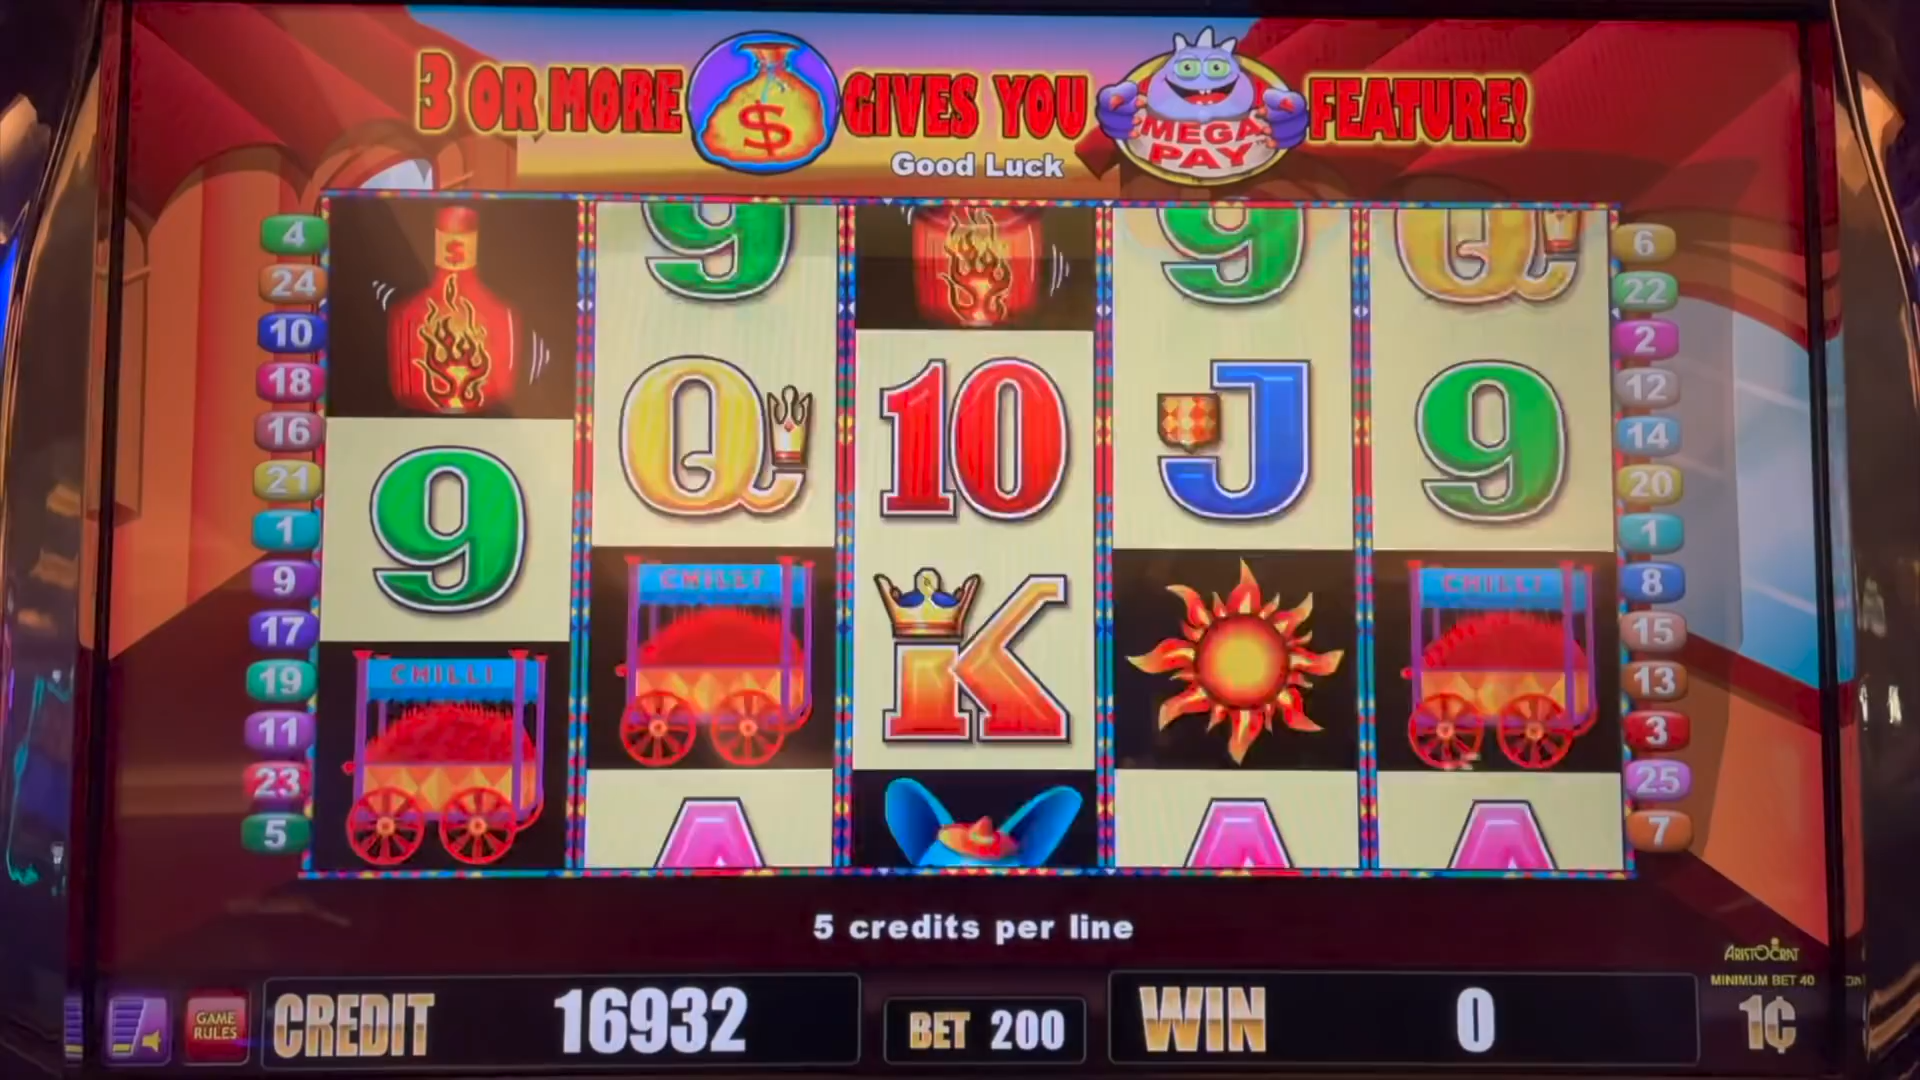 3 OR MORE $ GIVES YOU MEGA PAY™ FEATURE!
Good Luck
4 $ 9 9 Q 6
24 22
10 2
18 Q 10 J 9 12
16 14
21 9 20
1 1
9 CHILLI CHILLI 8
17 K 15
19 CHILLI 13
11 3
23 25
5 A A A 7
5 credits per line
ARISTOCRAT
MINIMUM BET 40
GAME RULES CREDIT 16932 BET 200 WIN 0 1¢